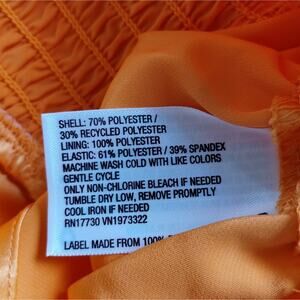 SHELL: 70% POLYESTER /
30% RECYCLED POLYESTER
LINING: 100% POLYESTER
ELASTIC: 61% POLYESTER / 39% SPANDEX
MACHINE WASH COLD WITH LIKE COLORS
GENTLE CYCLE
ONLY NON-CHLORINE BLEACH IF NEEDED
TUMBLE DRY LOW, REMOVE PROMPTLY
COOL IRON IF NEEDED
RN17730 VN1973322
LABEL MADE FROM 100%